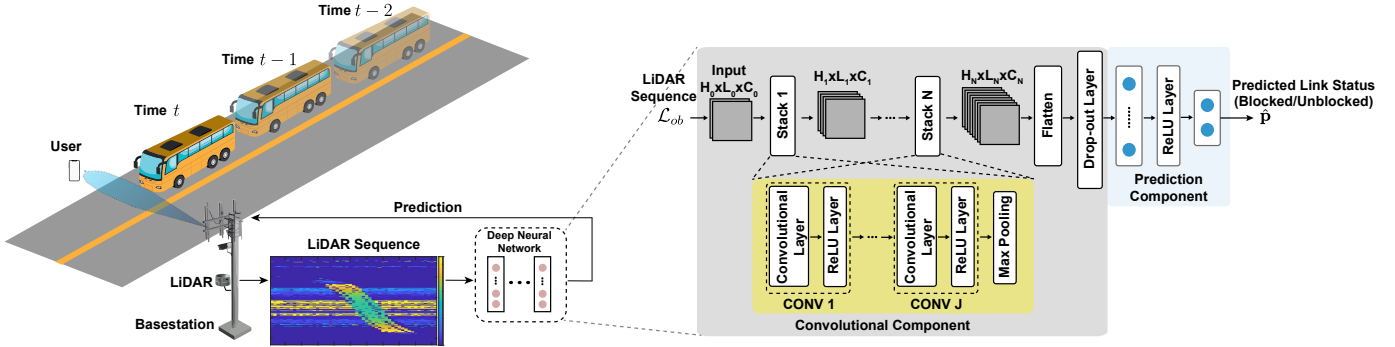 Time t − 2
Time t − 1
Time t
User
Prediction
LiDAR Sequence
Deep Neural
Network
LiDAR
Basestation
LiDAR
Sequence
𝓛ob
Input
H0xL0xC0
Stack 1
H1xL1xC1
Stack N
HNxLNxCN
Flatten
Drop-out Layer
ReLU Layer
Predicted Link Status
(Blocked/Unblocked)
p̂
Prediction
Component
Convolutional
Layer
ReLU Layer
CONV 1
Convolutional
Layer
ReLU Layer
CONV J
Max Pooling
Convolutional Component